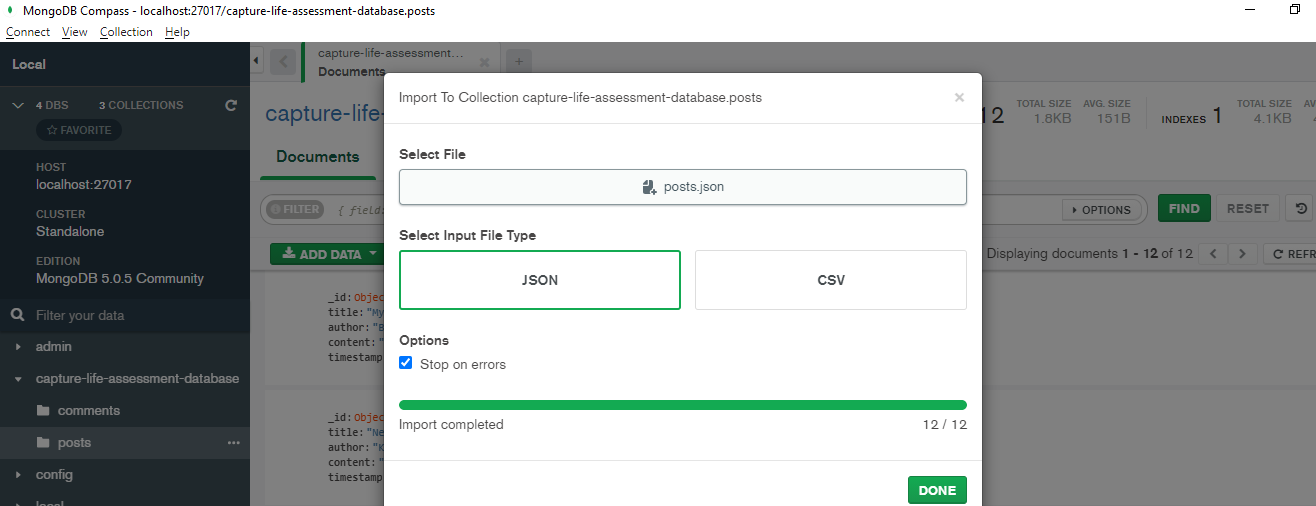 MongoDB Compass - localhost:27017/capture-life-assessment-database.posts
Connect View Collection Help
Local
capture-life-assessment...
Documents
+
4 DBS 3 COLLECTIONS
FAVORITE
Import To Collection capture-life-assessment-database.posts
×
capture-life-
12
TOTAL SIZE
1.8KB
AVG. SIZE
151B
INDEXES 1
TOTAL SIZE
4.1KB
AV
Documents
HOST
localhost:27017
CLUSTER
Standalone
EDITION
MongoDB 5.0.5 Community
Filter your data
admin
capture-life-assessment-database
comments
posts ...
config
local
Select File
posts.json
Select Input File Type
JSON CSV
Options
Stop on errors
Import completed 12 / 12
DONE
FILTER { field:
OPTIONS FIND RESET
ADD DATA
Displaying documents 1 - 12 of 12 < > REFR
_id:Objec
title:"My
author:"B
content:"
timestamp
_id:Objec
title:"Ne
author:"K
content:"
timestamp